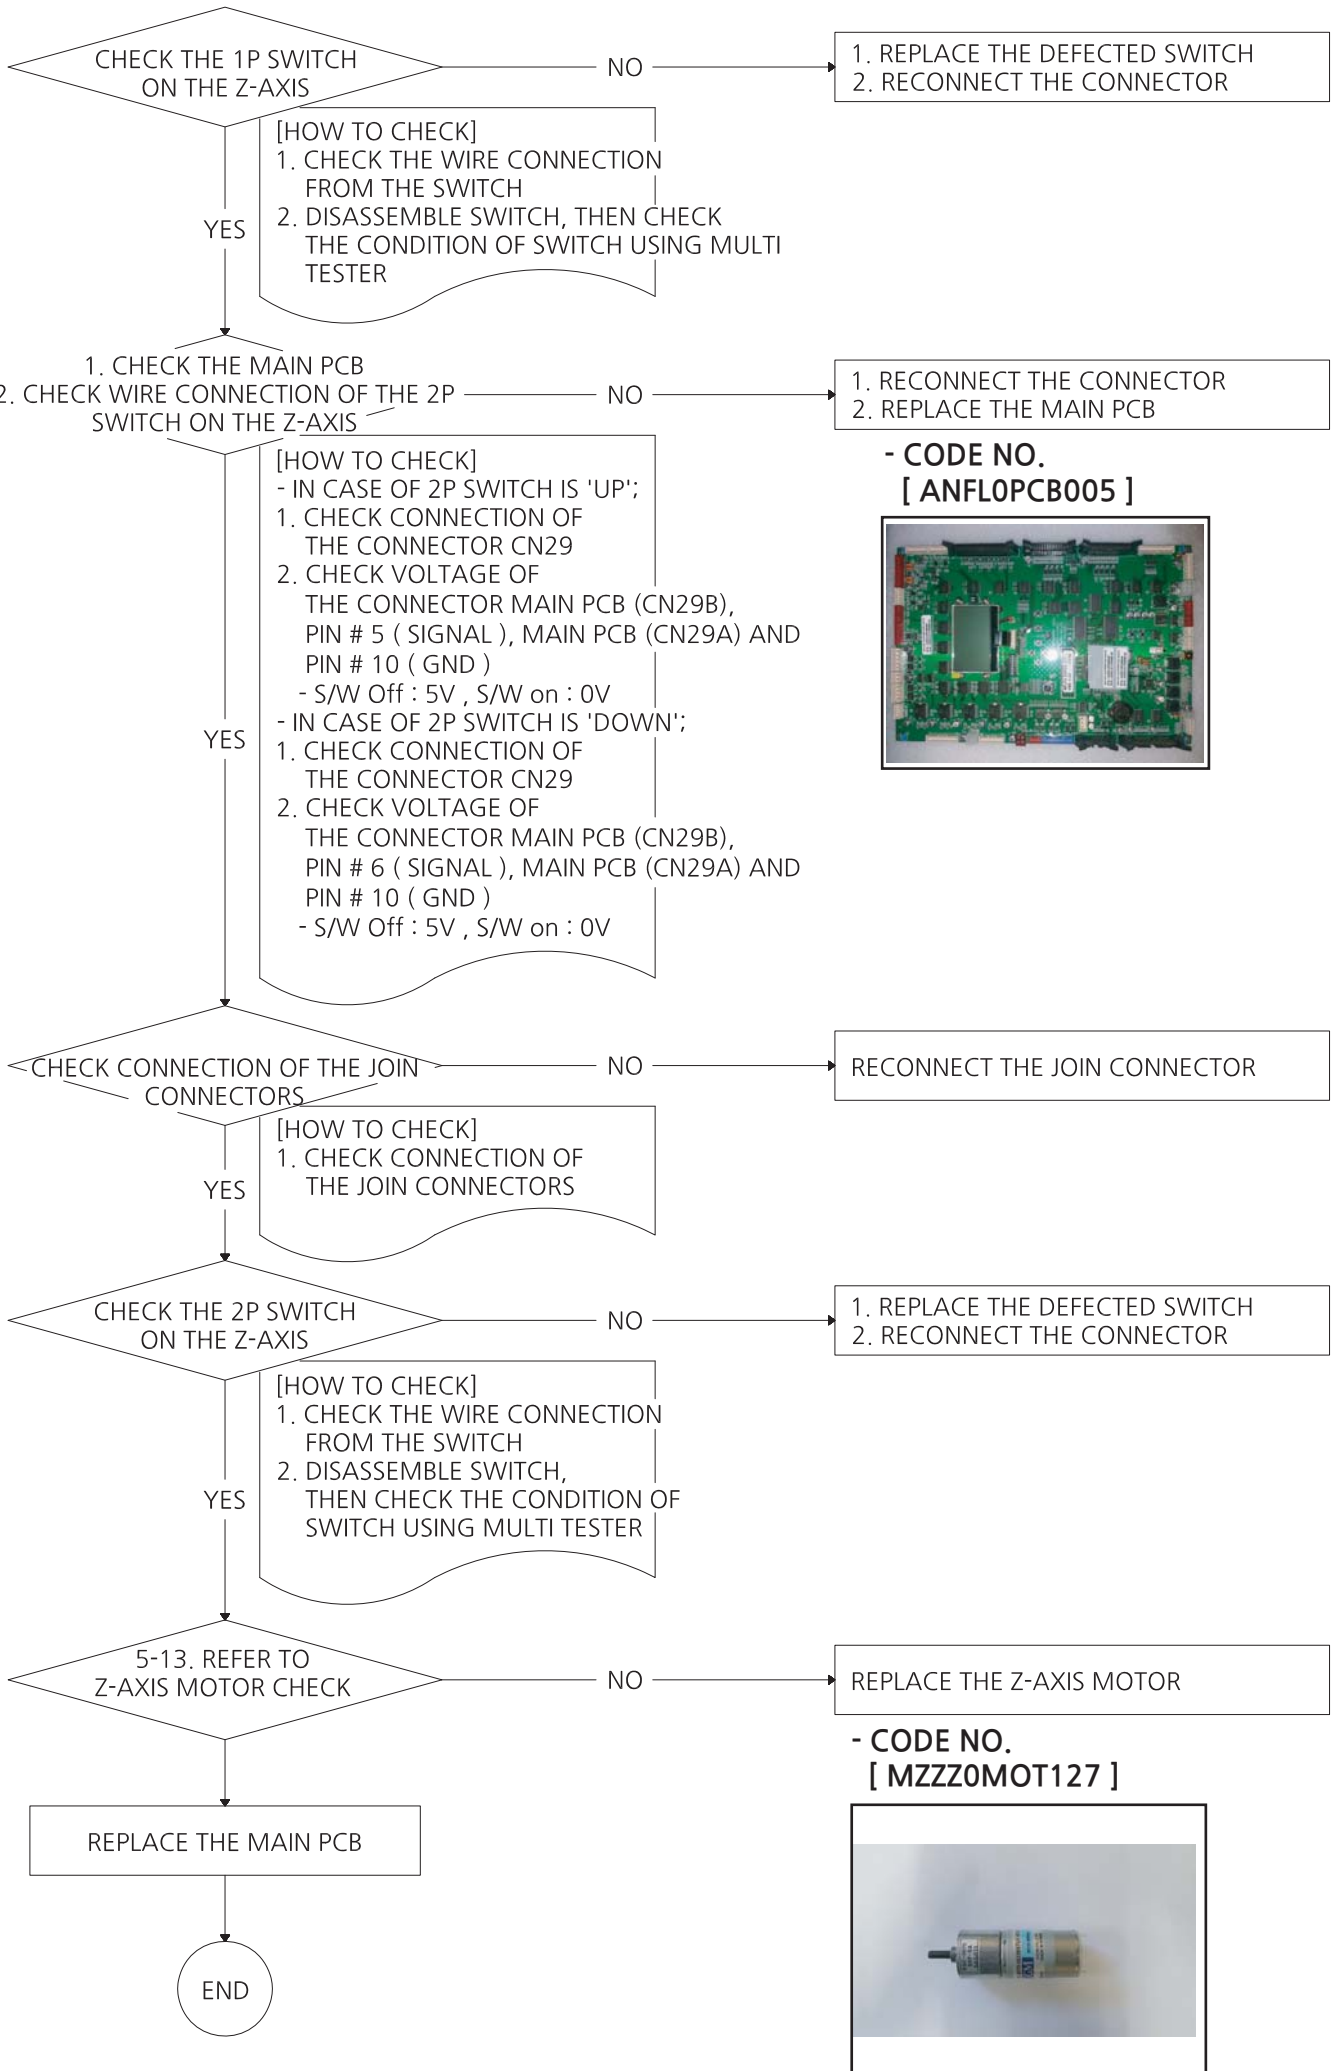 CHECK THE 1P SWITCH
ON THE Z-AXIS
NO
1. REPLACE THE DEFECTED SWITCH
2. RECONNECT THE CONNECTOR
[HOW TO CHECK]
1. CHECK THE WIRE CONNECTION
FROM THE SWITCH
2. DISASSEMBLE SWITCH, THEN CHECK
THE CONDITION OF SWITCH USING MULTI
TESTER
YES
1. CHECK THE MAIN PCB
2. CHECK WIRE CONNECTION OF THE 2P
SWITCH ON THE Z-AXIS
NO
1. RECONNECT THE CONNECTOR
2. REPLACE THE MAIN PCB
- CODE NO.
[ ANFL0PCB005 ]
[HOW TO CHECK]
- IN CASE OF 2P SWITCH IS 'UP';
1. CHECK CONNECTION OF
THE CONNECTOR CN29
2. CHECK VOLTAGE OF
THE CONNECTOR MAIN PCB (CN29B),
PIN # 5 ( SIGNAL ), MAIN PCB (CN29A) AND
PIN # 10 ( GND )
- S/W Off : 5V , S/W on : 0V
- IN CASE OF 2P SWITCH IS 'DOWN';
1. CHECK CONNECTION OF
THE CONNECTOR CN29
2. CHECK VOLTAGE OF
THE CONNECTOR MAIN PCB (CN29B),
PIN # 6 ( SIGNAL ), MAIN PCB (CN29A) AND
PIN # 10 ( GND )
- S/W Off : 5V , S/W on : 0V
YES
CHECK CONNECTION OF THE JOIN
CONNECTORS
NO
RECONNECT THE JOIN CONNECTOR
[HOW TO CHECK]
1. CHECK CONNECTION OF
THE JOIN CONNECTORS
YES
CHECK THE 2P SWITCH
ON THE Z-AXIS
NO
1. REPLACE THE DEFECTED SWITCH
2. RECONNECT THE CONNECTOR
[HOW TO CHECK]
1. CHECK THE WIRE CONNECTION
FROM THE SWITCH
2. DISASSEMBLE SWITCH,
THEN CHECK THE CONDITION OF
SWITCH USING MULTI TESTER
YES
5-13. REFER TO
Z-AXIS MOTOR CHECK
NO
REPLACE THE Z-AXIS MOTOR
- CODE NO.
[ MZZZ0MOT127 ]
REPLACE THE MAIN PCB
END